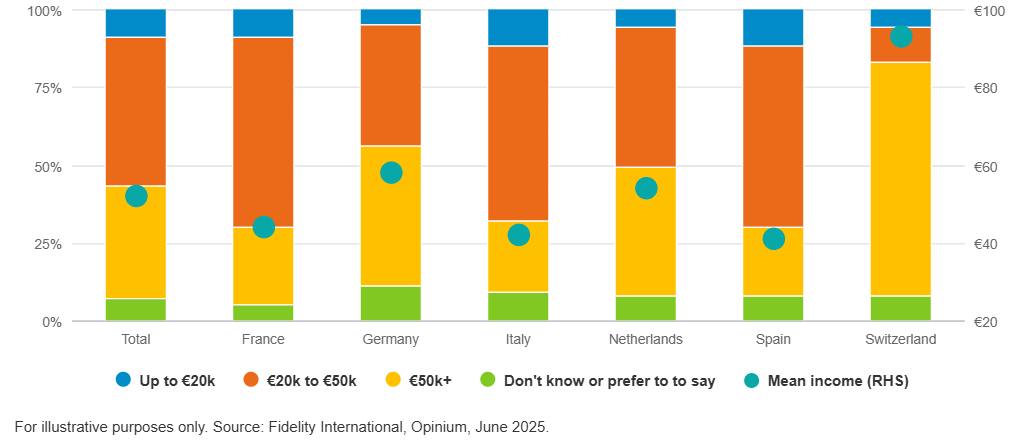 100% €100
75% €80
50% €60
25% €40
0% €20
Total France Germany Italy Netherlands Spain Switzerland
Up to €20k €20k to €50k €50k+ Don't know or prefer to to say Mean income (RHS)
For illustrative purposes only. Source: Fidelity International, Opinium, June 2025.